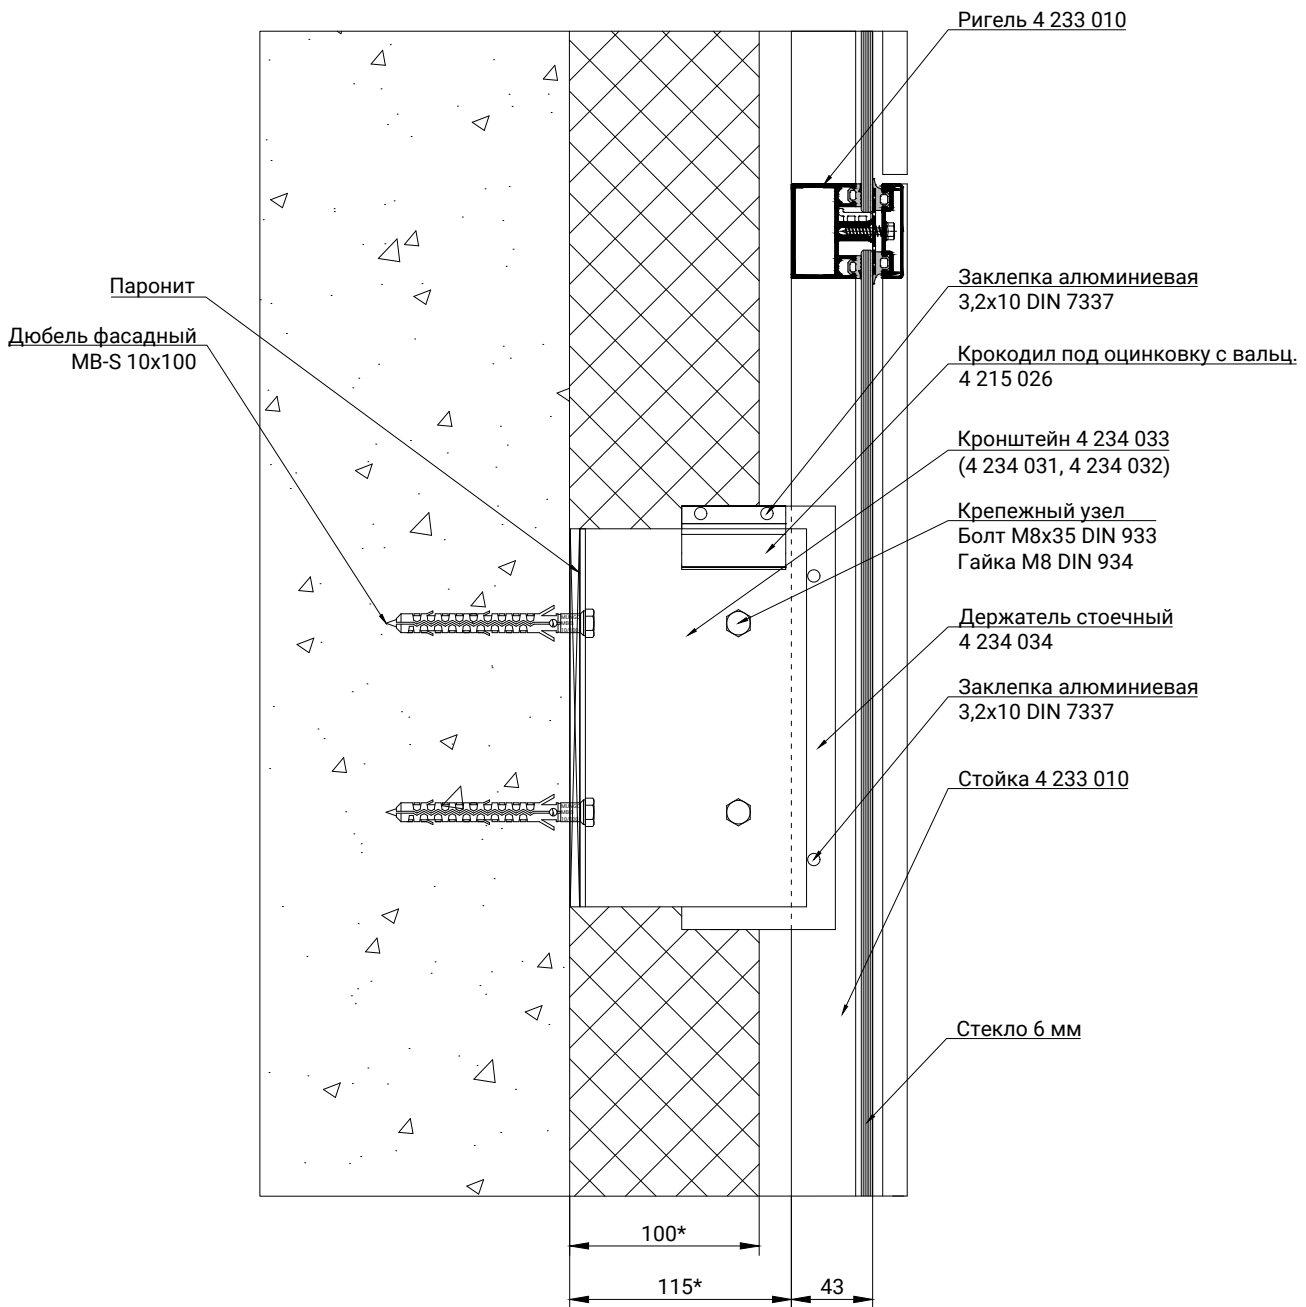 Ригель 4 233 010
Паронит
Дюбель фасадный
MB-S 10x100
Заклепка алюминиевая
3,2x10 DIN 7337
Крокодил под оцинковку с вальц.
4 215 026
Кронштейн 4 234 033
(4 234 031, 4 234 032)
Крепежный узел
Болт М8х35 DIN 933
Гайка М8 DIN 934
Держатель стоечный
4 234 034
Заклепка алюминиевая
3,2x10 DIN 7337
Стойка 4 233 010
Стекло 6 мм
100*
115*
43